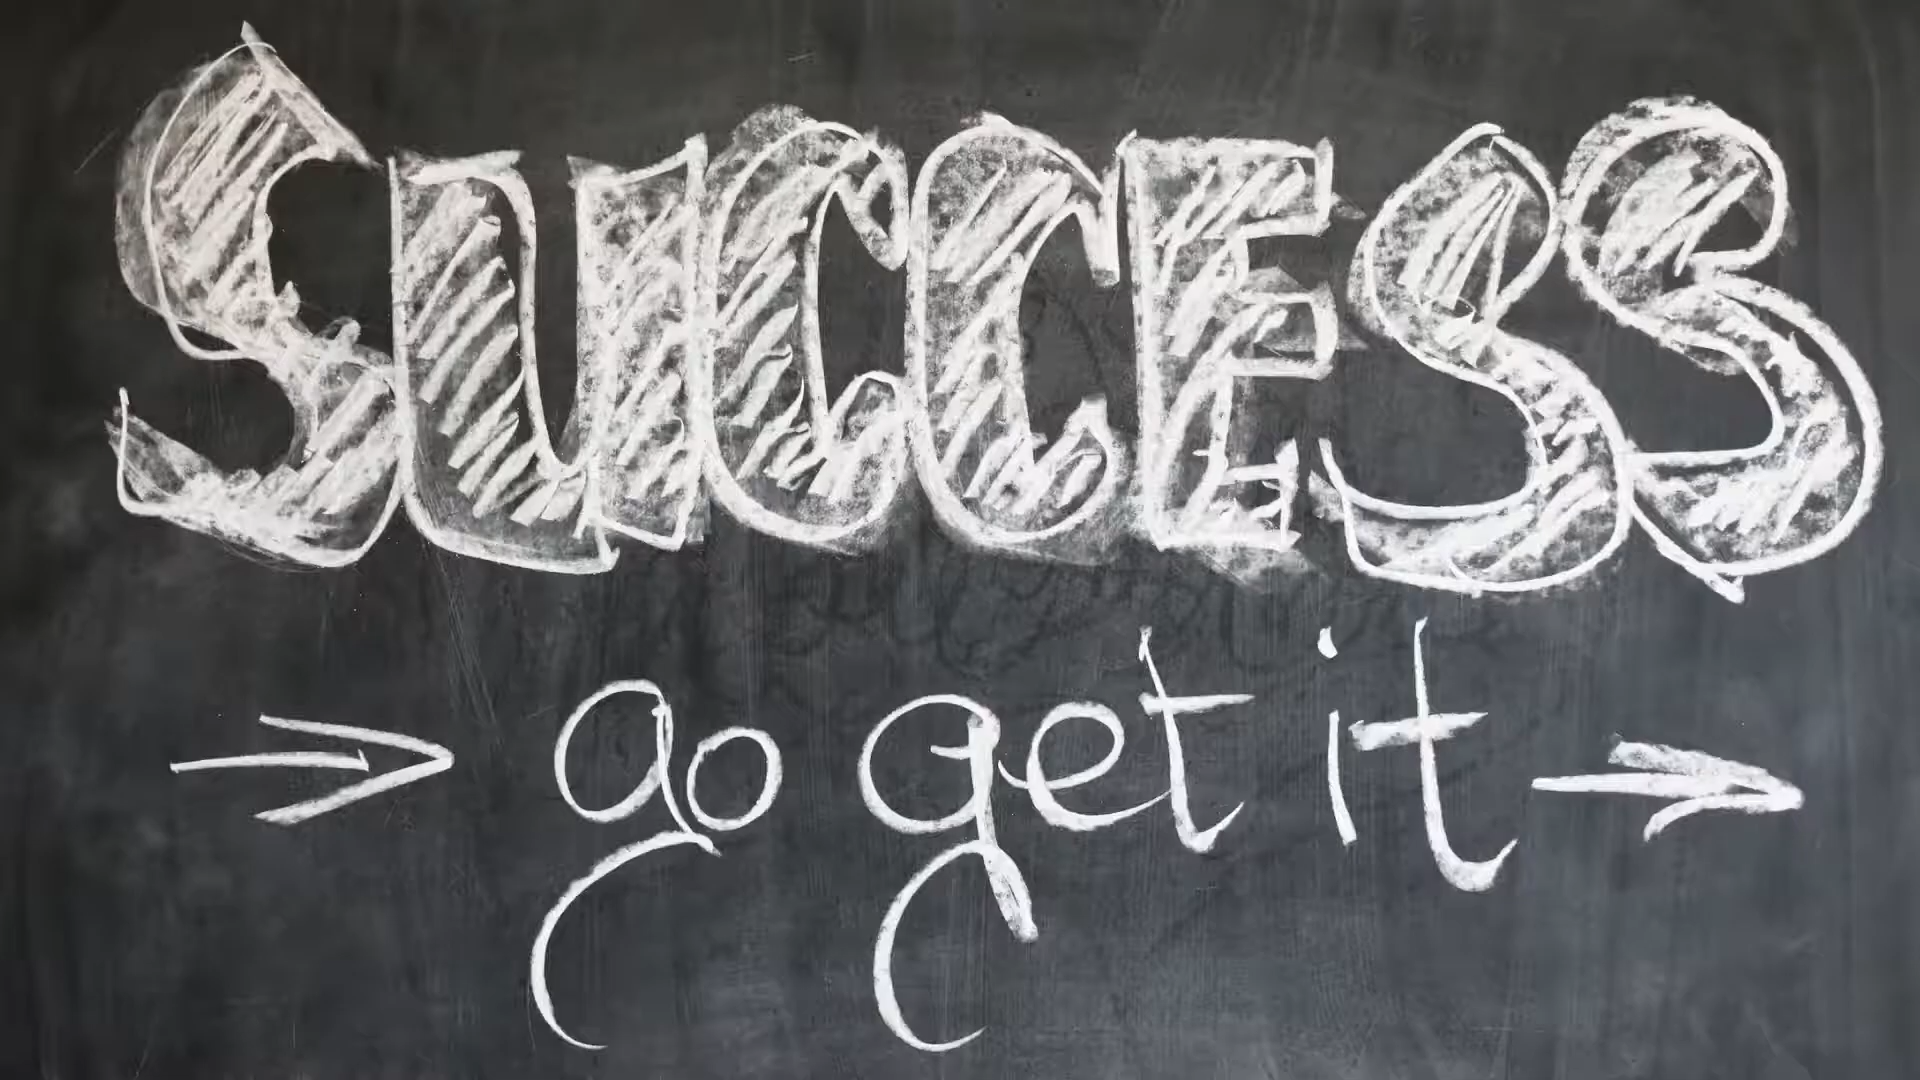 SUCCESS
→ go get it →